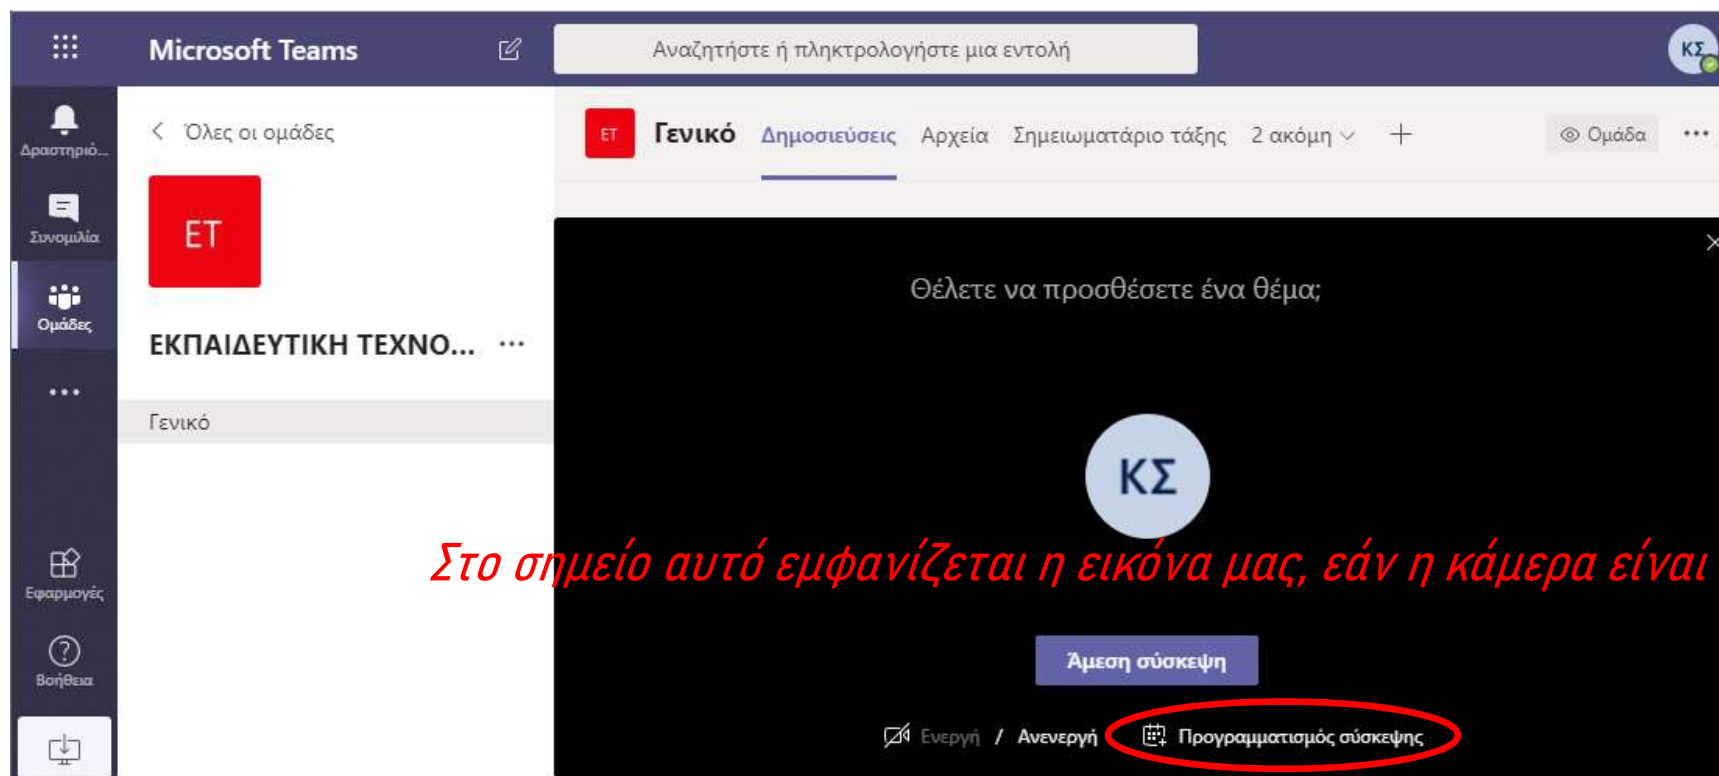 Microsoft Teams
Αναζητήστε ή πληκτρολογήστε μια εντολή
ΚΣ
Δραστηριό...
Συνομιλία
Ομάδες
Εφαρμογές
Βοήθεια
Όλες οι ομάδες
ΕΤ
ΕΚΠΑΙΔΕΥΤΙΚΗ ΤΕΧΝΟ... ···
Γενικό
ΕΤ Γενικό Δημοσιεύσεις Αρχεία Σημειωματάριο τάξης 2 ακόμη Ομάδα ···
Θέλετε να προσθέσετε ένα θέμα;
ΚΣ
Στο σημείο αυτό εμφανίζεται η εικόνα μας, εάν η κάμερα είναι
Άμεση σύσκεψη
Ενεργή / Ανενεργή Προγραμματισμός σύσκεψης